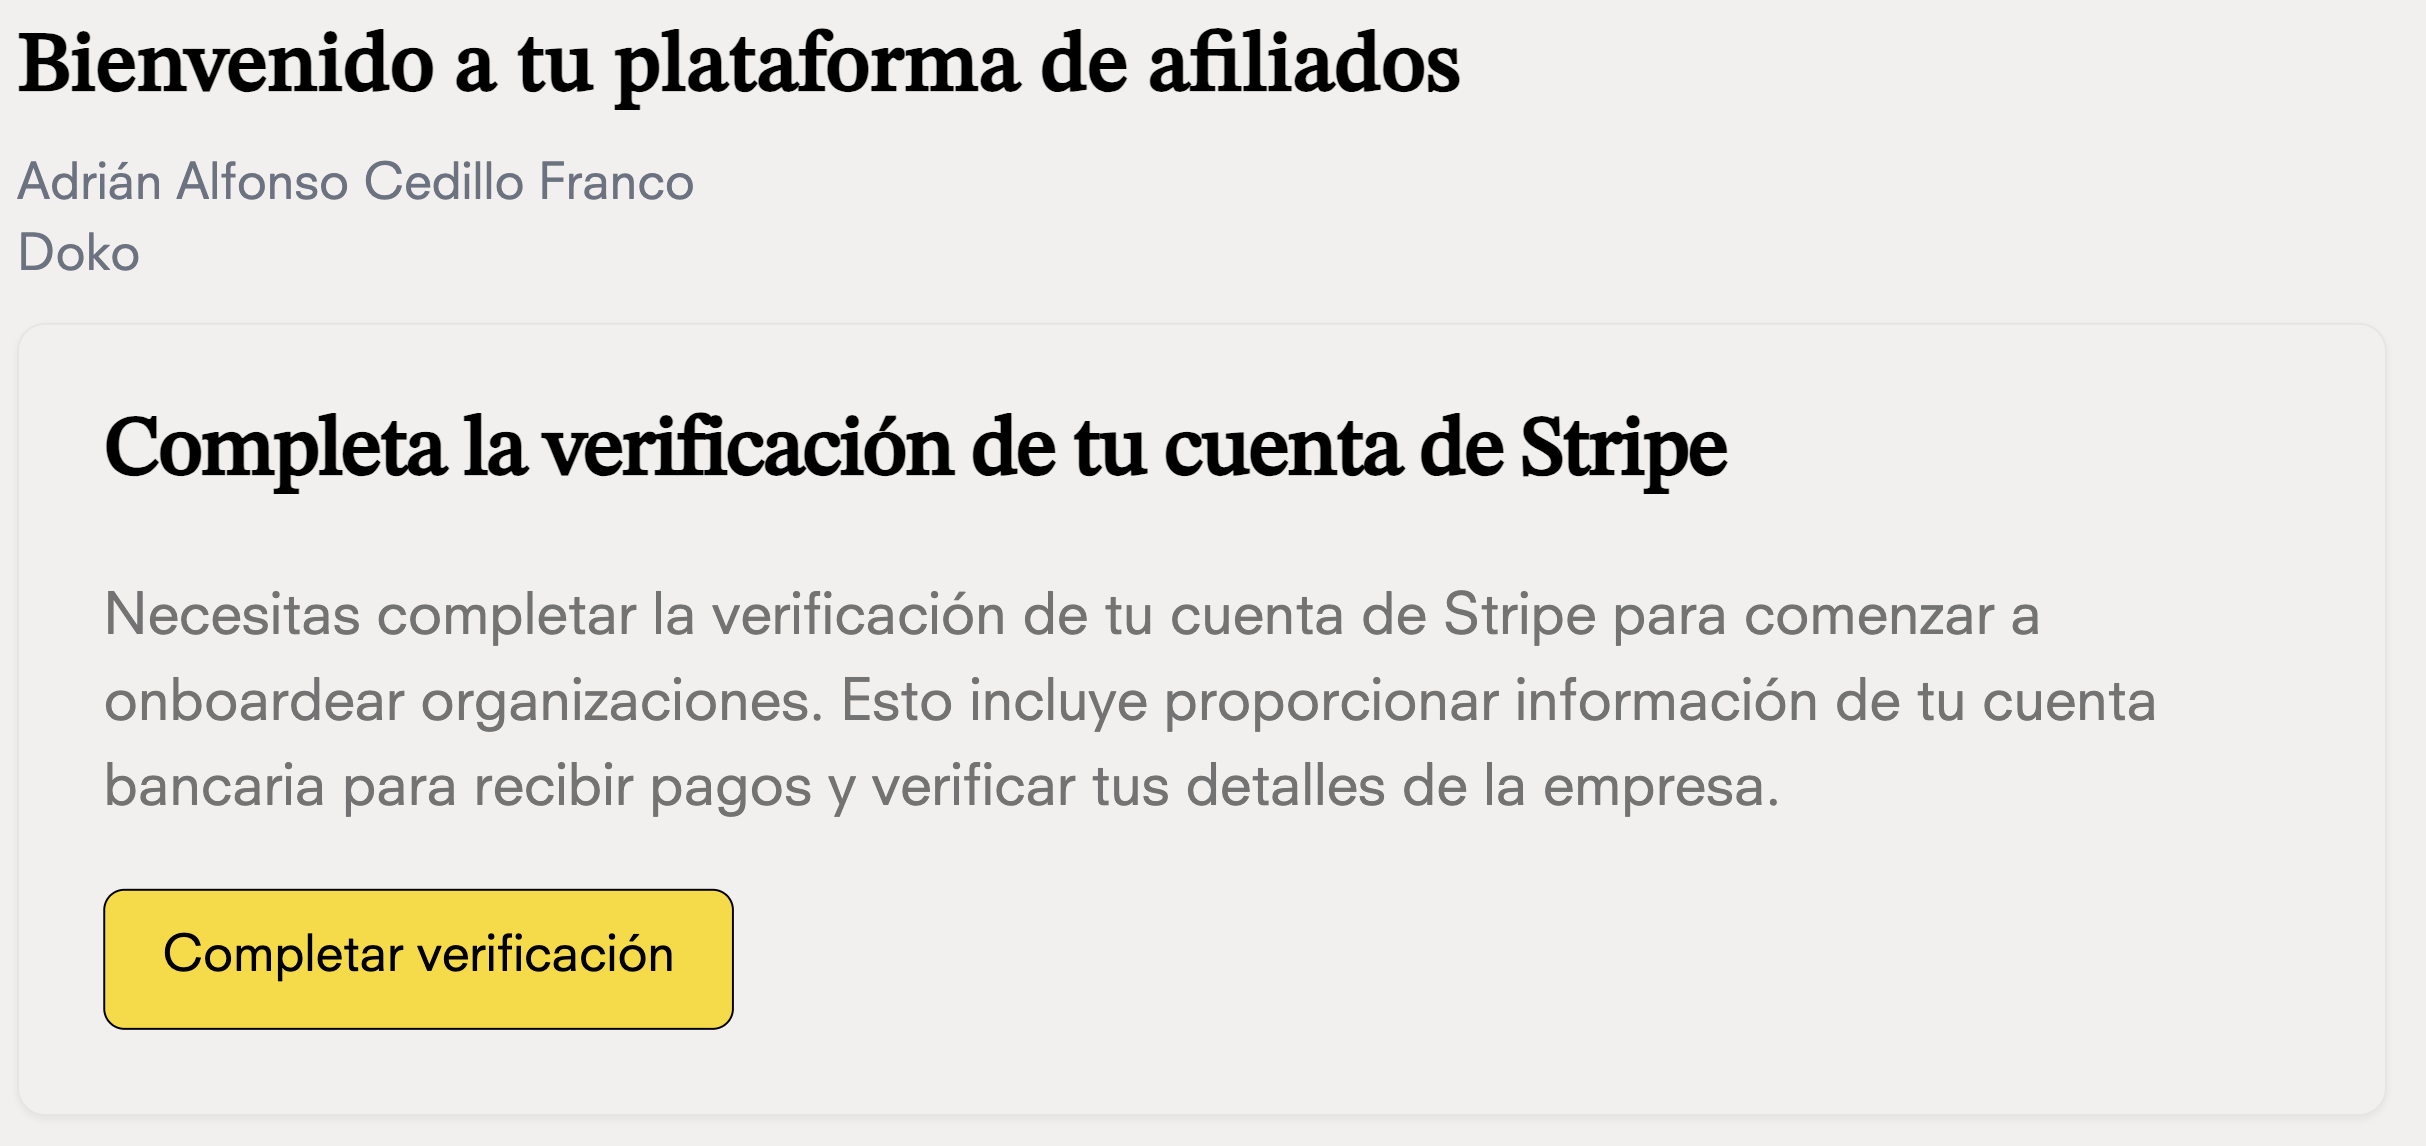 Bienvenido a tu plataforma de afiliados
Adrián Alfonso Cedillo Franco
Doko
Completa la verificación de tu cuenta de Stripe
Necesitas completar la verificación de tu cuenta de Stripe para comenzar a
onboardear organizaciones. Esto incluye proporcionar información de tu cuenta
bancaria para recibir pagos y verificar tus detalles de la empresa.
Completar verificación